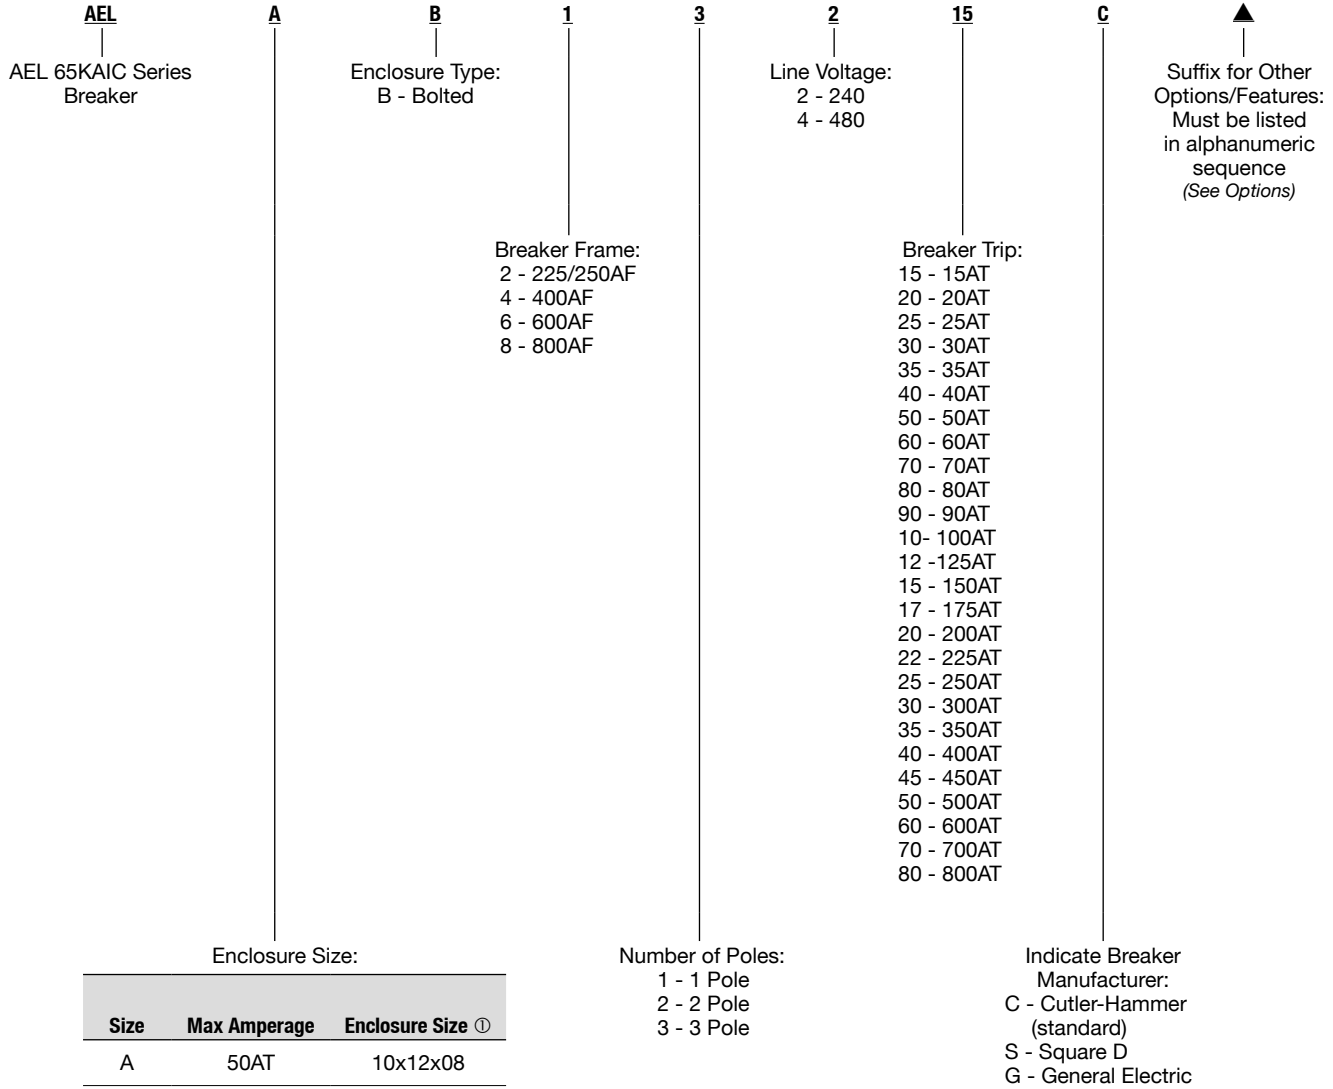 AEL A B 1 3 2 15 C ▲
AEL 65KAIC Series
Breaker
Enclosure Type:
B - Bolted
Line Voltage:
2 - 240
4 - 480
Suffix for Other
Options/Features:
Must be listed
in alphanumeric
sequence
(See Options)
Breaker Frame:
2 - 225/250AF
4 - 400AF
6 - 600AF
8 - 800AF
Breaker Trip:
15 - 15AT
20 - 20AT
25 - 25AT
30 - 30AT
35 - 35AT
40 - 40AT
50 - 50AT
60 - 60AT
70 - 70AT
80 - 80AT
90 - 90AT
10- 100AT
12 -125AT
15 - 150AT
17 - 175AT
20 - 200AT
22 - 225AT
25 - 250AT
30 - 300AT
35 - 350AT
40 - 400AT
45 - 450AT
50 - 500AT
60 - 600AT
70 - 700AT
80 - 800AT
Enclosure Size:
Size Max Amperage Enclosure Size ①
A 50AT 10x12x08
Number of Poles:
1 - 1 Pole
2 - 2 Pole
3 - 3 Pole
Indicate Breaker
Manufacturer:
C - Cutler-Hammer
(standard)
S - Square D
G - General Electric